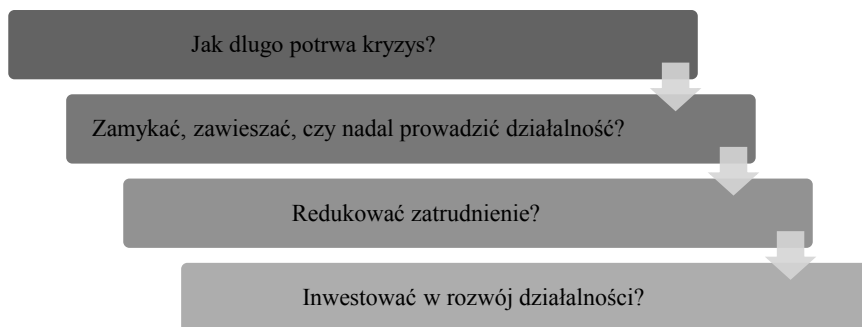 Jak dlugo potrwa kryzys?
Zamykać, zawieszać, czy nadal prowadzić działalność?
Redukować zatrudnienie?
Inwestować w rozwój działalności?